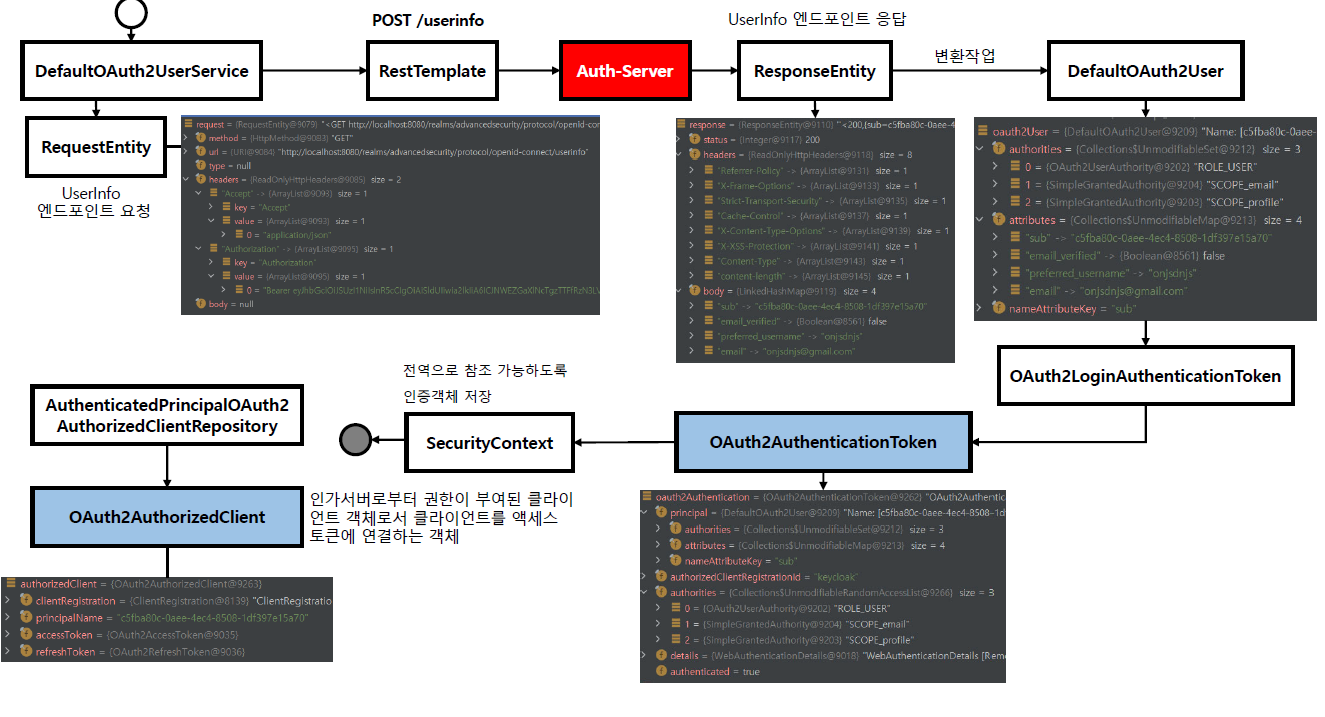 POST /userinfo
UserInfo 엔드포인트 응답
DefaultOAuth2UserService
RestTemplate
Auth-Server
ResponseEntity
변환작업
DefaultOAuth2User
RequestEntity
UserInfo
엔드포인트 요청
request = {RequestEntity@9079} "<GET http://localhost:8080/realms/advancedsecurity/protocol/openid-con
method = {HttpMethod@9083} "GET"
url = {URI@9084} "http://localhost:8080/realms/advancedsecurity/protocol/openid-connect/userinfo"
type = null
headers = {ReadOnlyHttpHeaders@9085} size = 2
"Accept" -> {ArrayList@9093} size = 1
key = "Accept"
value = {ArrayList@9093} size = 1
0 = "application/json"
"Authorization" -> {ArrayList@9095} size = 1
key = "Authorization"
value = {ArrayList@9095} size = 1
0 = "Bearer
body = null
response = {ResponseEntity@9110} "<200,{sub=c5fba80c-0aee-4
status = {Integer@9117} 200
headers = {ReadOnlyHttpHeaders@9118} size = 8
"Referrer-Policy" -> {ArrayList@9131} size = 1
"X-Frame-Options" -> {ArrayList@9133} size = 1
"Strict-Transport-Security" -> {ArrayList@9135} size = 1
"Cache-Control" -> {ArrayList@9137} size = 1
"X-Content-Type-Options" -> {ArrayList@9139} size = 1
"X-XSS-Protection" -> {ArrayList@9141} size = 1
"Content-Type" -> {ArrayList@9143} size = 1
"content-length" -> {ArrayList@9145} size = 1
body = {LinkedHashMap@9119} size = 4
"sub" -> "c5fba80c-0aee-4ec4-8508-1df397e15a70"
"email_verified" -> {Boolean@8561} false
"preferred_username" -> "onjsdnjs"
"email" -> "onjsdnjs@gmail.com"
oauth2User = {DefaultOAuth2User@9209} "Name: [c5fba80c-0aee-4
authorities = {Collections$UnmodifiableSet@9212} size = 3
0 = {OAuth2UserAuthority@9202} "ROLE_USER"
1 = {SimpleGrantedAuthority@9204} "SCOPE_email"
2 = {SimpleGrantedAuthority@9203} "SCOPE_profile"
attributes = {Collections$UnmodifiableMap@9213} size = 4
"sub" -> "c5fba80c-0aee-4ec4-8508-1df397e15a70"
"email_verified" -> {Boolean@8561} false
"preferred_username" -> "onjsdnjs"
"email" -> "onjsdnjs@gmail.com"
nameAttributeKey = "sub"
OAuth2LoginAuthenticationToken
OAuth2AuthenticationToken
전역으로 참조 가능하도록
인증객체 저장
SecurityContext
AuthenticatedPrincipalOAuth2
AuthorizedClientRepository
OAuth2AuthorizedClient
인가서버로부터 권한이 부여된 클라이
언트 객체로서 클라이언트를 액세스
토큰에 연결하는 객체
oauth2Authentication = {OAuth2AuthenticationToken@9262} "OAuth2Authentic
principal = {DefaultOAuth2User@9209} "Name: [c5fba80c-0aee-4ec4-8508-1df
authorities = {Collections$UnmodifiableSet@9212} size = 3
attributes = {Collections$UnmodifiableMap@9213} size = 4
nameAttributeKey = "sub"
authorizedClientRegistrationId = "keycloak"
authorities = {Collections$UnmodifiableRandomAccessList@9266} size = 3
0 = {OAuth2UserAuthority@9202} "ROLE_USER"
1 = {SimpleGrantedAuthority@9204} "SCOPE_email"
2 = {SimpleGrantedAuthority@9203} "SCOPE_profile"
details = {WebAuthenticationDetails@9018} "WebAuthenticationDetails [Rem
authenticated = true
authorizedClient = {OAuth2AuthorizedClient@9263}
clientRegistration = {ClientRegistration@8139} "ClientRegistratio
principalName = "c5fba80c-0aee-4ec4-8508-1df397e15a70"
accessToken = {OAuth2AccessToken@9035}
refreshToken = {OAuth2RefreshToken@9036}